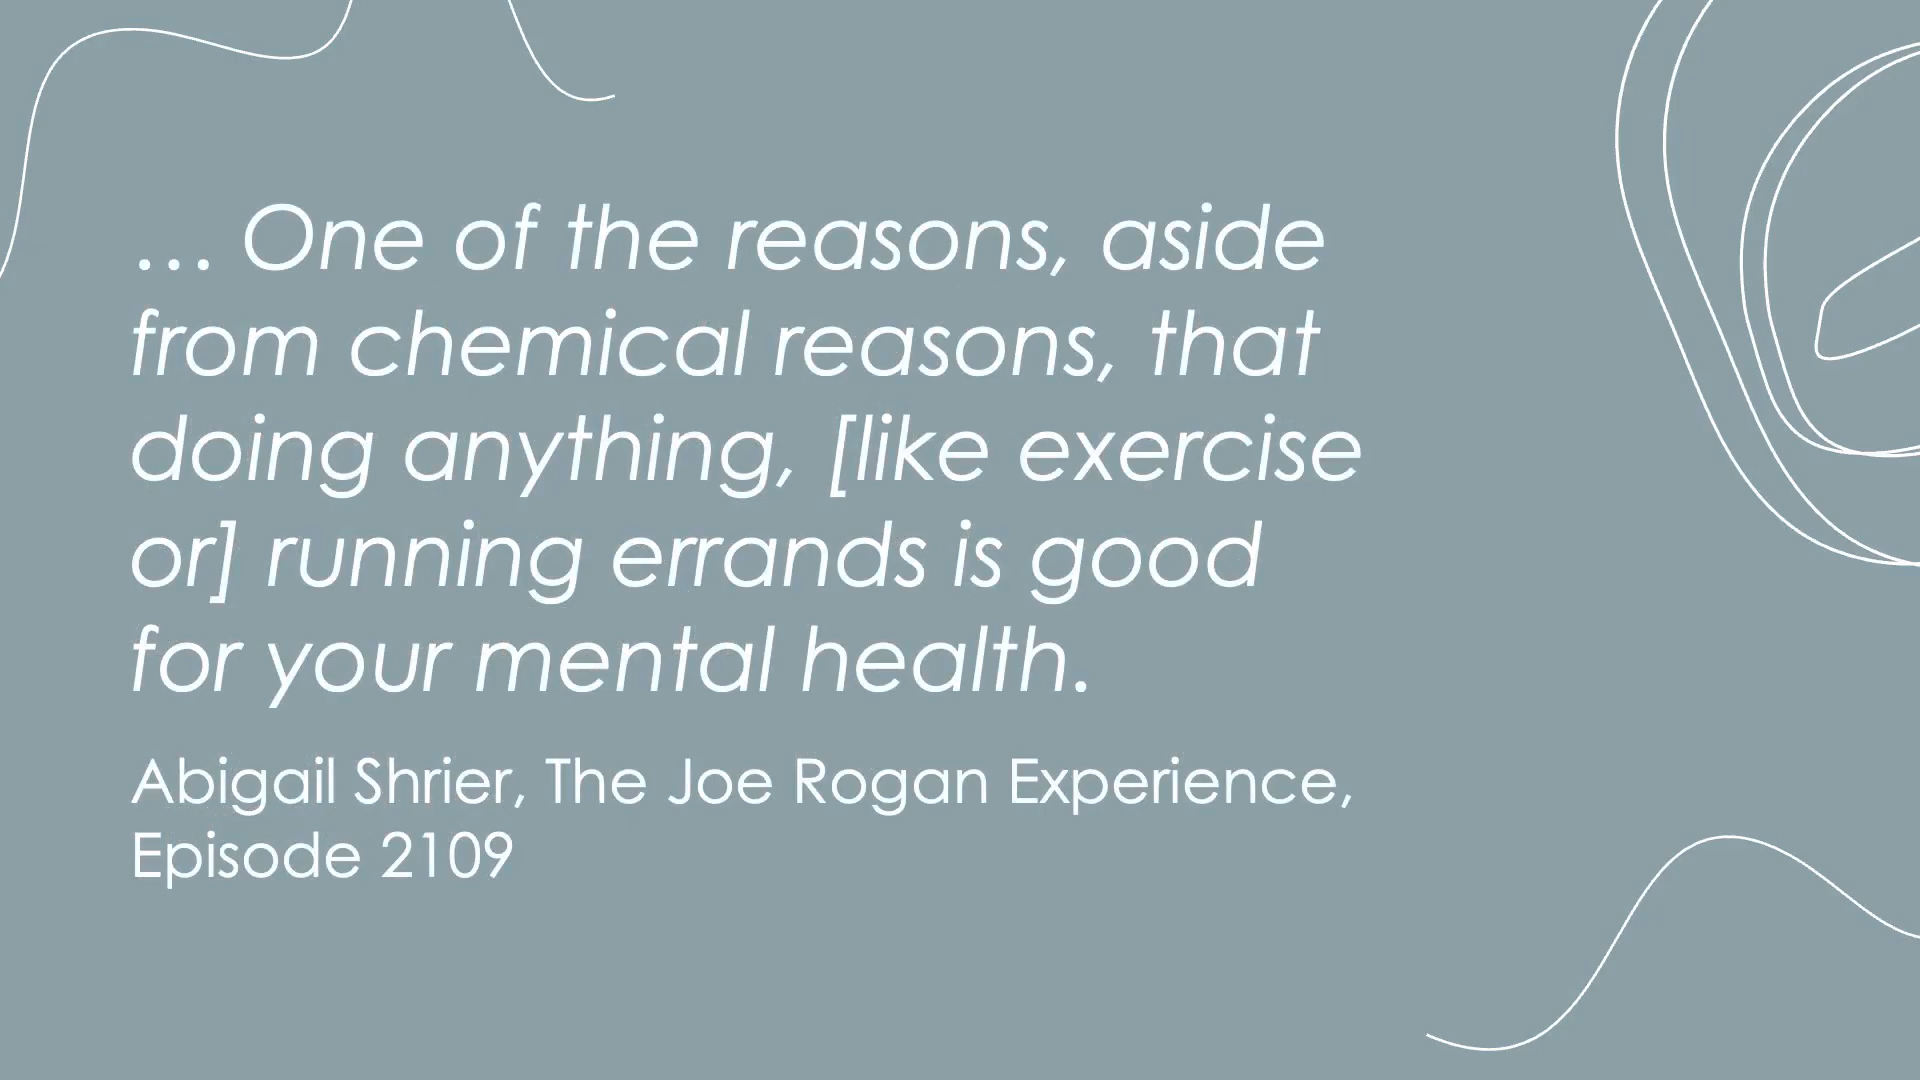 ... One of the reasons, aside
from chemical reasons, that
doing anything, [like exercise
or] running errands is good
for your mental health.
Abigail Shrier, The Joe Rogan Experience,
Episode 2109